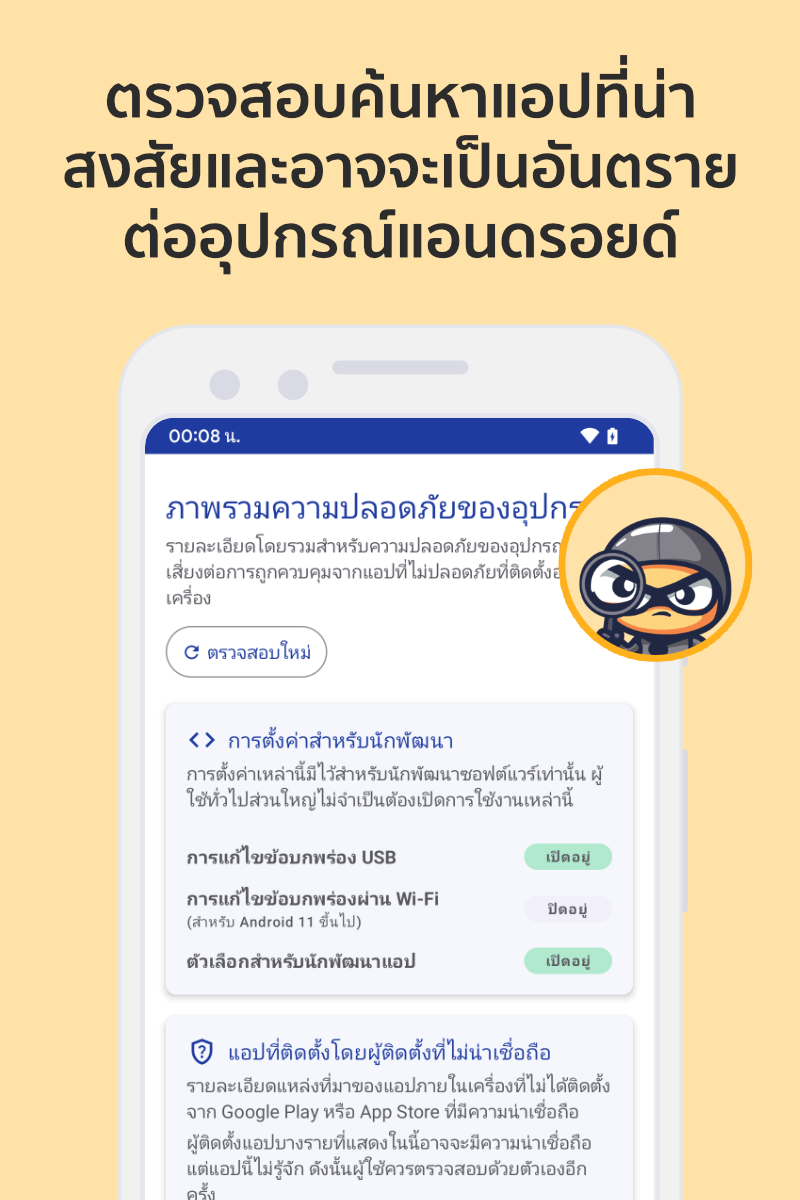 ตรวจสอบค้นหาแอปที่น่า
สงสัยและอาจจะเป็นอันตราย
ต่ออุปกรณ์แอนดรอยด์
00:08 น.
ภาพรวมความปลอดภัยของอุปกร
รายละเอียดโดยรวมสำหรับความปลอดภัยของอุปกรณ
เสี่ยงต่อการถูกควบคุมจากแอปที่ไม่ปลอดภัยที่ติดตั้ง
เครื่อง
ตรวจสอบใหม่
การตั้งค่าสำหรับนักพัฒนา
การตั้งค่าเหล่านี้มีไว้สำหรับนักพัฒนาซอฟต์แวร์เท่านั้น ผู้
ใช้ทั่วไปส่วนใหญ่ไม่จำเป็นต้องเปิดการใช้งานเหล่านี้
การแก้ไขข้อบกพร่อง USB เปิดอยู่
การแก้ไขข้อบกพร่องผ่าน Wi-Fi
(สำหรับ Android 11 ขึ้นไป) ปิดอยู่
ตัวเลือกสำหรับนักพัฒนาแอป เปิดอยู่
แอปที่ติดตั้งโดยผู้ติดตั้งที่ไม่น่าเชื่อถือ
รายละเอียดแหล่งที่มาของแอปภายในเครื่องที่ไม่ได้ติดตั้ง
จาก Google Play หรือ App Store ที่มีความน่าเชื่อถือ
ผู้ติดตั้งแอปบางรายที่แสดงในนี้อาจจะมีความน่าเชื่อถือ
แต่แอปนี้ไม่รู้จัก ดังนั้นผู้ใช้ควรตรวจสอบด้วยตัวเองอีก
ครั้ง